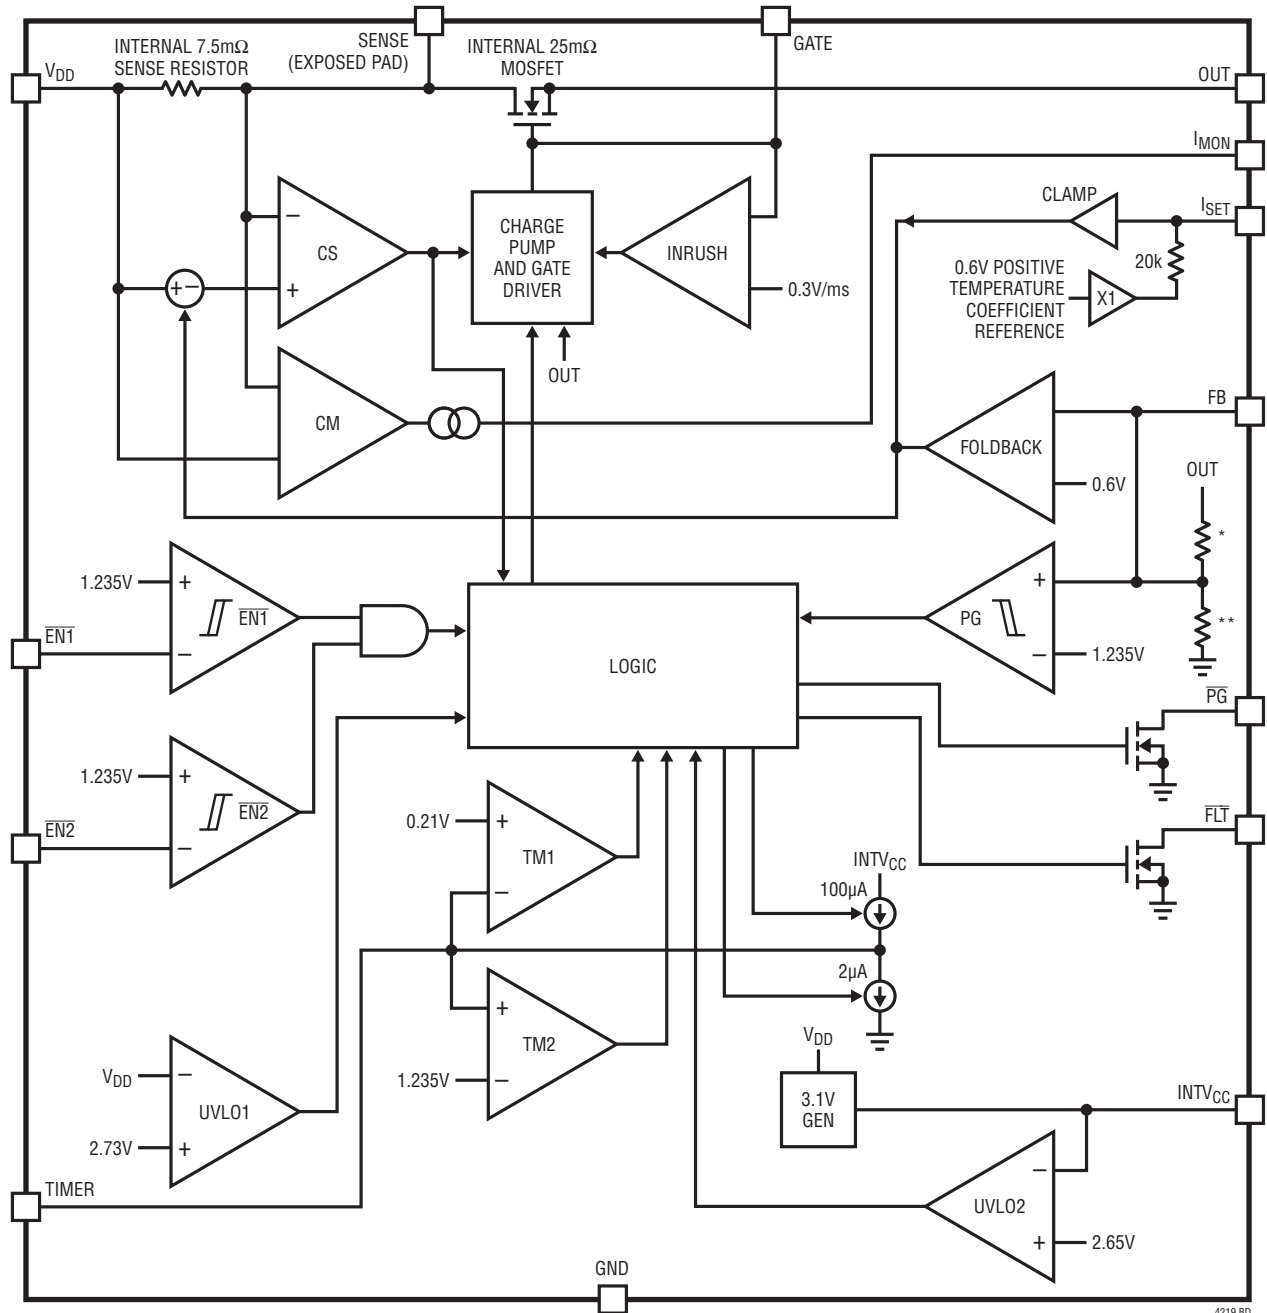 SENSE
(EXPOSED PAD)
GATE
INTERNAL 7.5mΩ
SENSE RESISTOR
INTERNAL 25mΩ
MOSFET
VDD
OUT
IMON
CLAMP
ISET
−
CS
+
CHARGE
PUMP
AND GATE
DRIVER
INRUSH
0.3V/ms
20k
0.6V POSITIVE
TEMPERATURE
COEFFICIENT
REFERENCE
X1
+−
OUT
CM
FB
FOLDBACK
0.6V
OUT
*
1.235V
+
EN1
−
EN1
LOGIC
+
PG
−
1.235V
**
PG
1.235V
+
EN2
−
EN2
0.21V
+
TM1
−
INTVCC
100µA
FLT
2µA
+
TM2
1.235V
−
VDD
−
UVLO1
2.73V
+
VDD
3.1V
GEN
INTVCC
TIMER
−
UVLO2
+
2.65V
GND
4219 BD